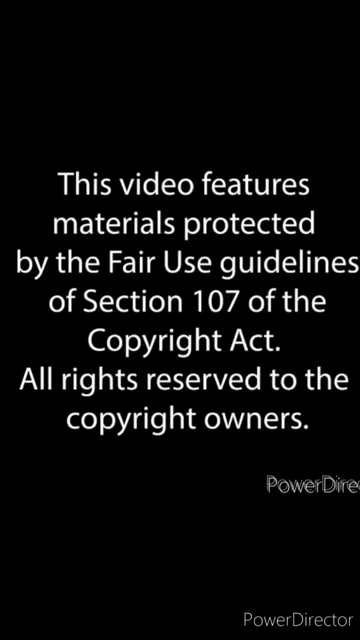 This video features
materials protected
by the Fair Use guidelines
of Section 107 of the
Copyright Act.
All rights reserved to the
copyright owners.
PowerDirec
PowerDirector